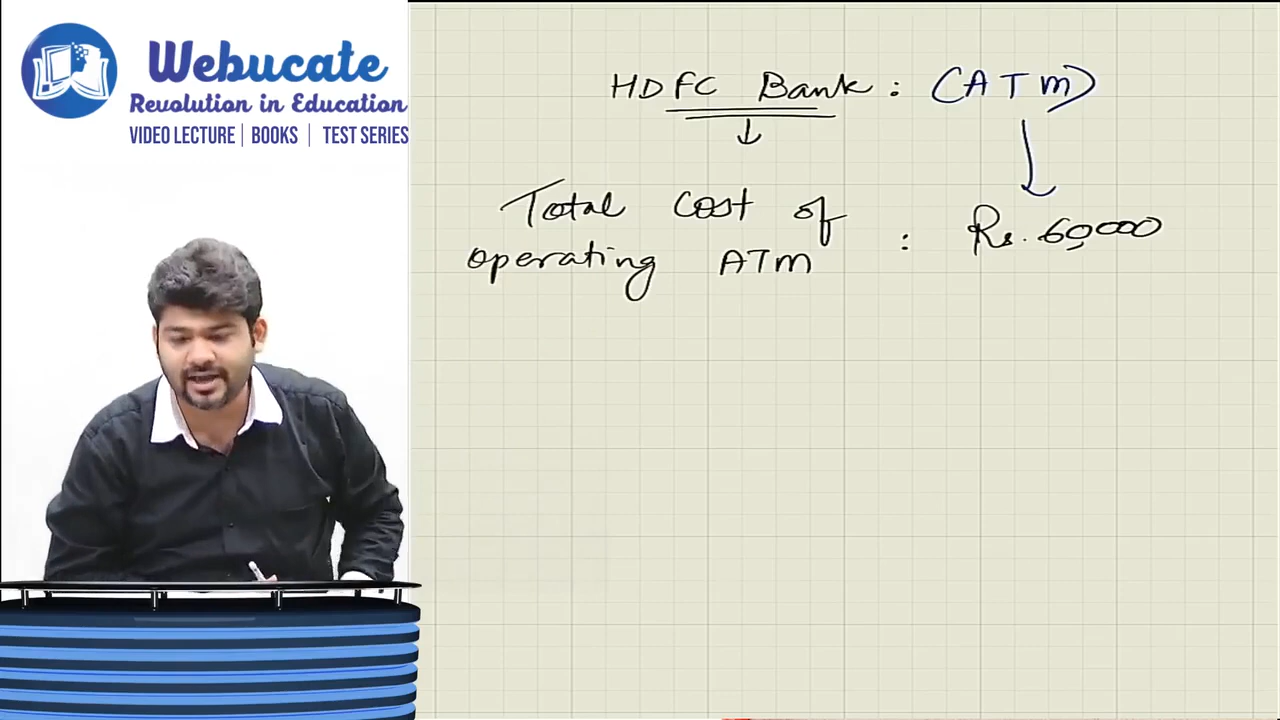 Webucate
Revolution in Education
VIDEO LECTURE | BOOKS | TEST SERIES
HDFC Bank : (ATM)
Total Cost of
operating ATM : Rs. 60,000